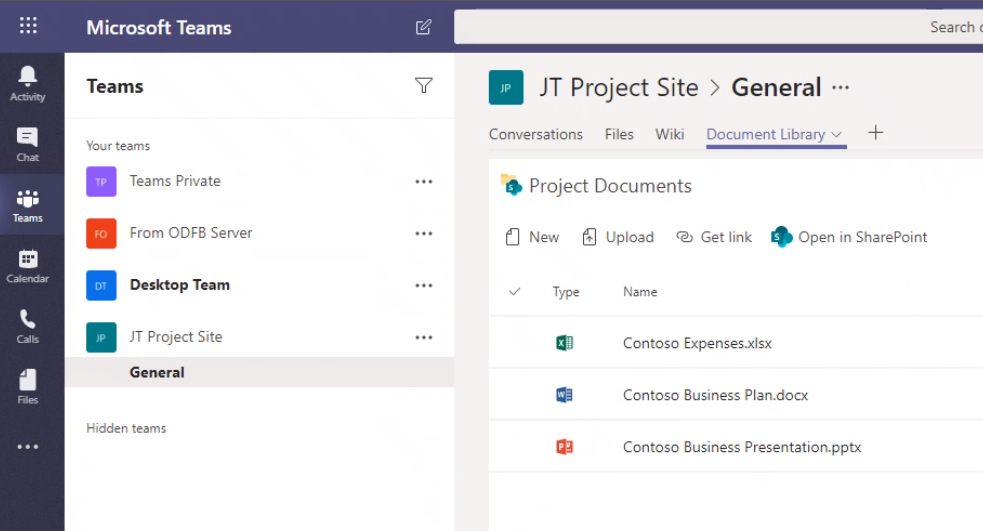 Microsoft Teams
Search
Activity
Chat
Teams
Calendar
Calls
Files
Teams
Your teams
TP Teams Private
FO From ODFB Server
DT Desktop Team
JP JT Project Site
General
Hidden teams
JP JT Project Site > General
Conversations Files Wiki Document Library
Project Documents
New Upload Get link Open in SharePoint
Type Name
Contoso Expenses.xlsx
Contoso Business Plan.docx
Contoso Business Presentation.pptx